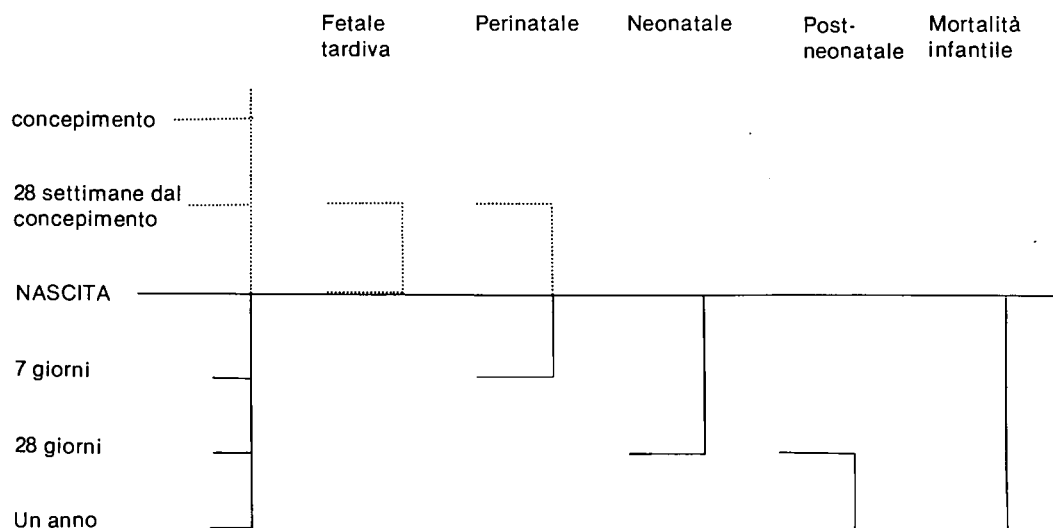 Fetale tardiva
Perinatale
Neonatale
Post-neonatale
Mortalità infantile
concepimento
28 settimane dal
concepimento
NASCITA
7 giorni
28 giorni
Un anno